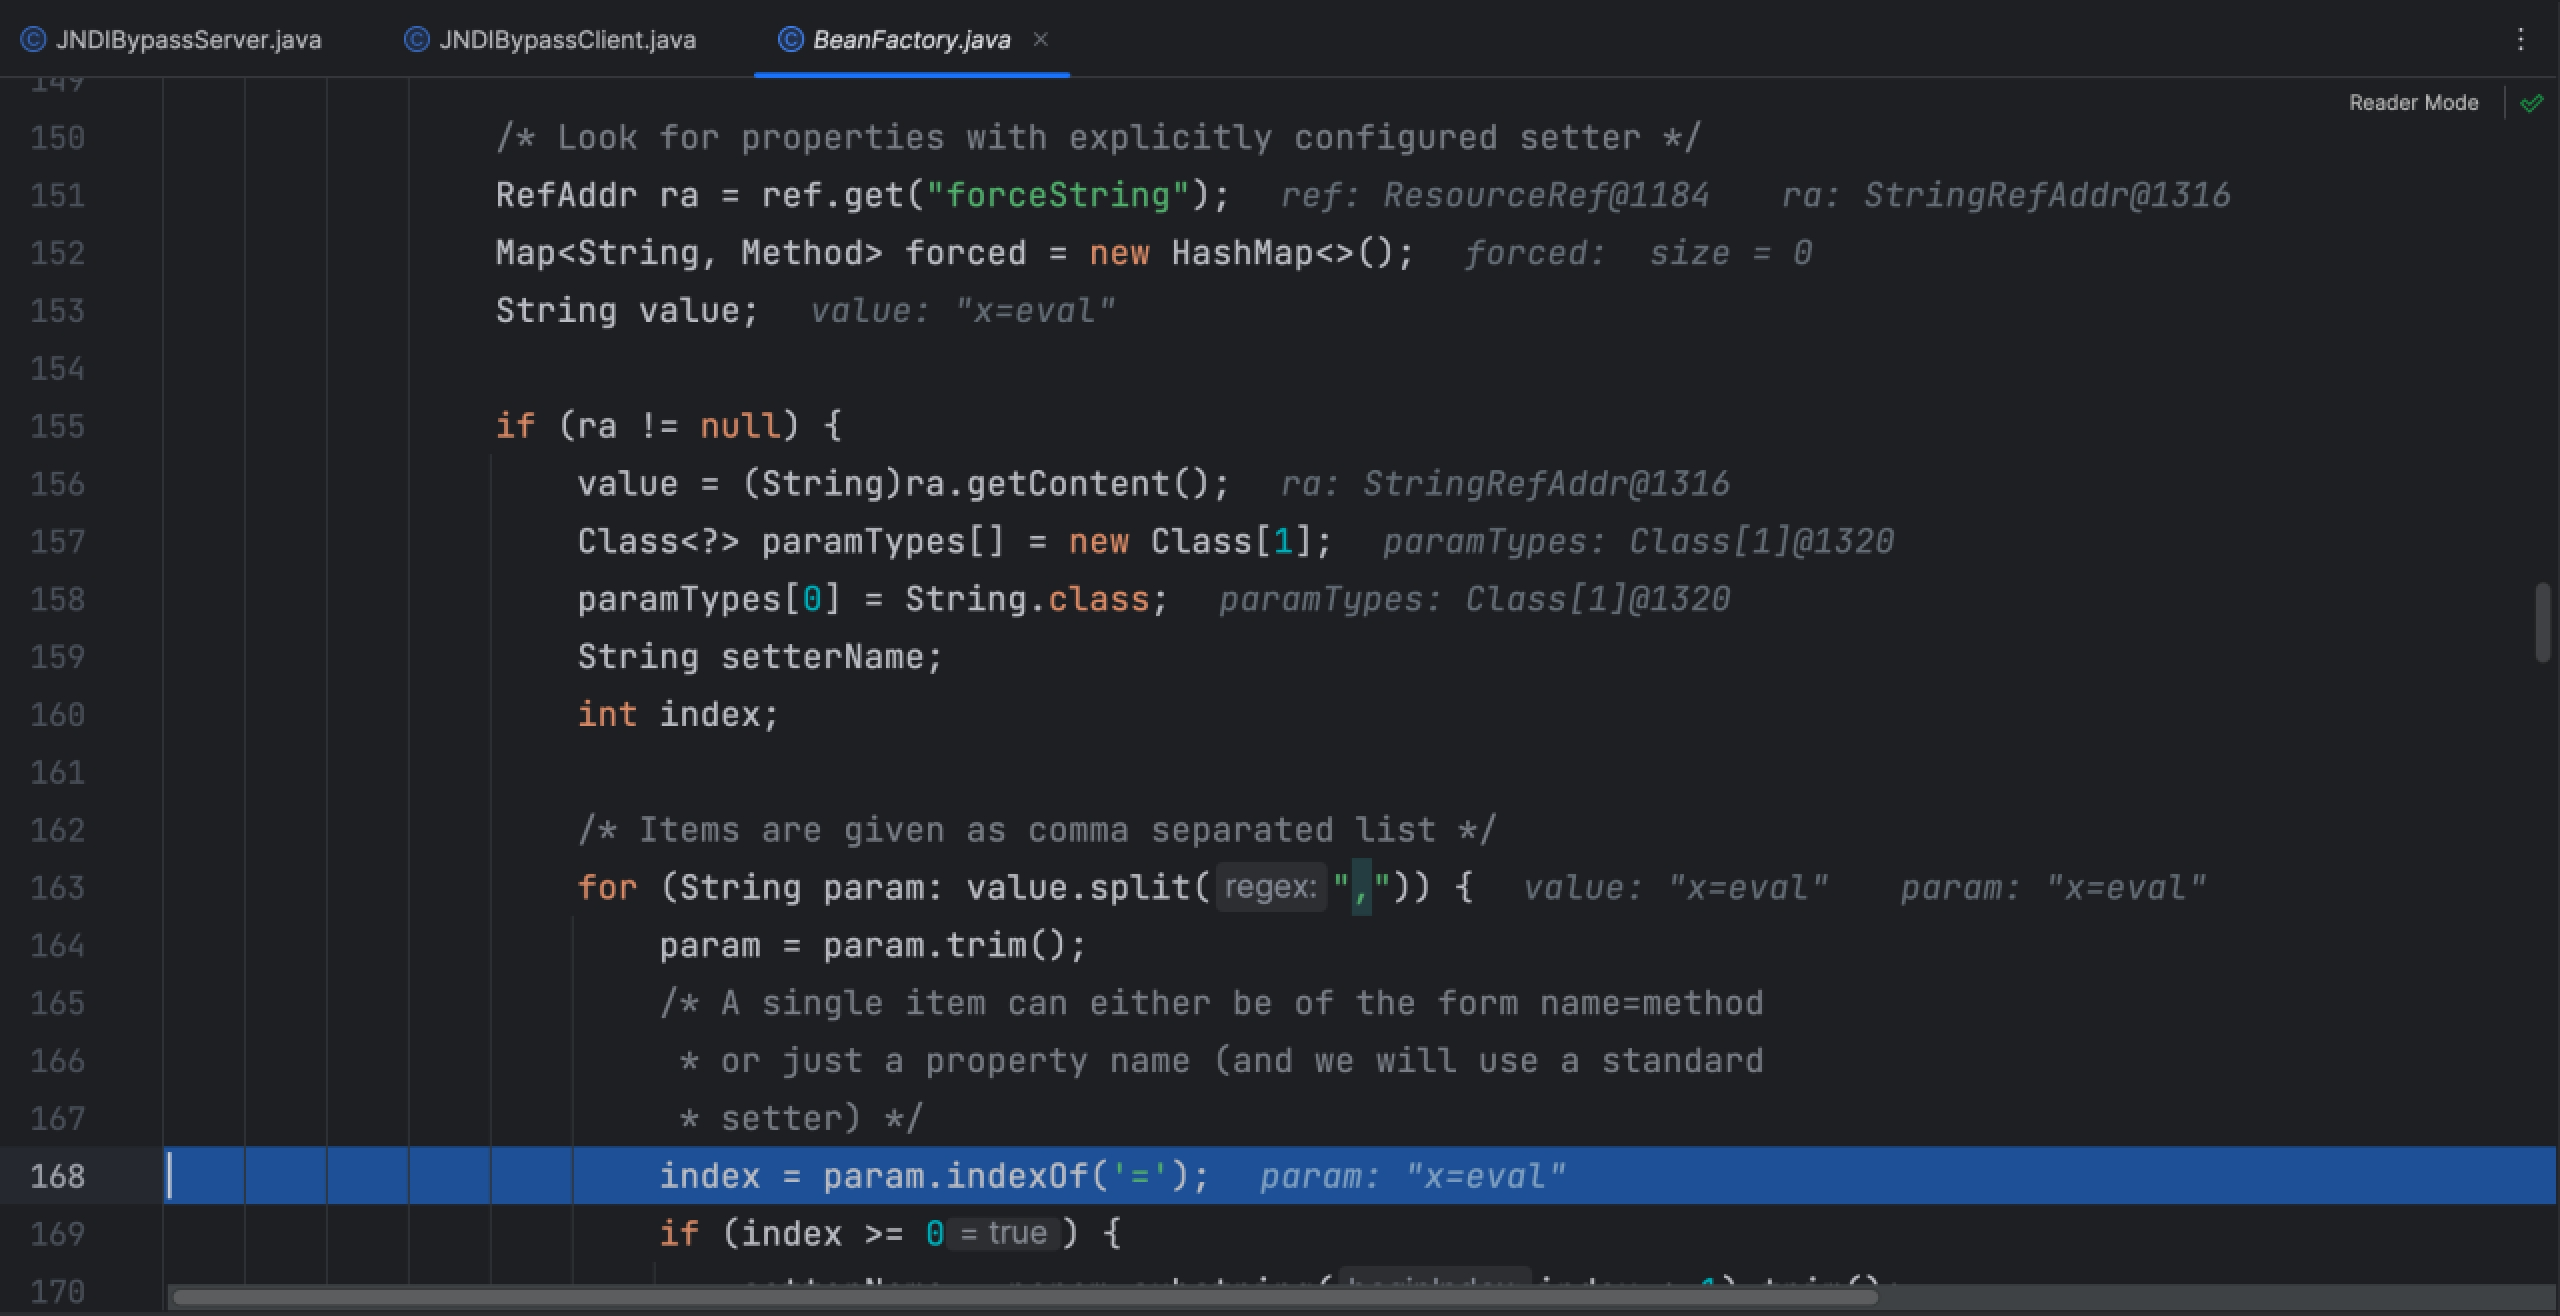 JNDIBypassServer.java JNDIBypassClient.java BeanFactory.java
Reader Mode
149
150 /* Look for properties with explicitly configured setter */
151 RefAddr ra = ref.get("forceString"); ref: ResourceRef@1184 ra: StringRefAddr@1316
152 Map<String, Method> forced = new HashMap<>(); forced: size = 0
153 String value; value: "x=eval"
154
155 if (ra != null) {
156 value = (String)ra.getContent(); ra: StringRefAddr@1316
157 Class<?> paramTypes[] = new Class[1]; paramTypes: Class[1]@1320
158 paramTypes[0] = String.class; paramTypes: Class[1]@1320
159 String setterName;
160 int index;
161
162 /* Items are given as comma separated list */
163 for (String param: value.split( regex: ",")) { value: "x=eval" param: "x=eval"
164 param = param.trim();
165 /* A single item can either be of the form name=method
166 * or just a property name (and we will use a standard
167 * setter) */
168 index = param.indexOf('='); param: "x=eval"
169 if (index >= 0 = true ) {
170